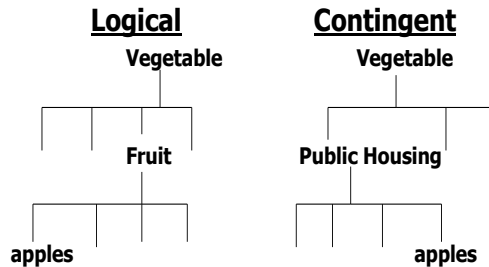 Logical
Vegetable
Fruit
apples
Contingent
Vegetable
Public Housing
apples